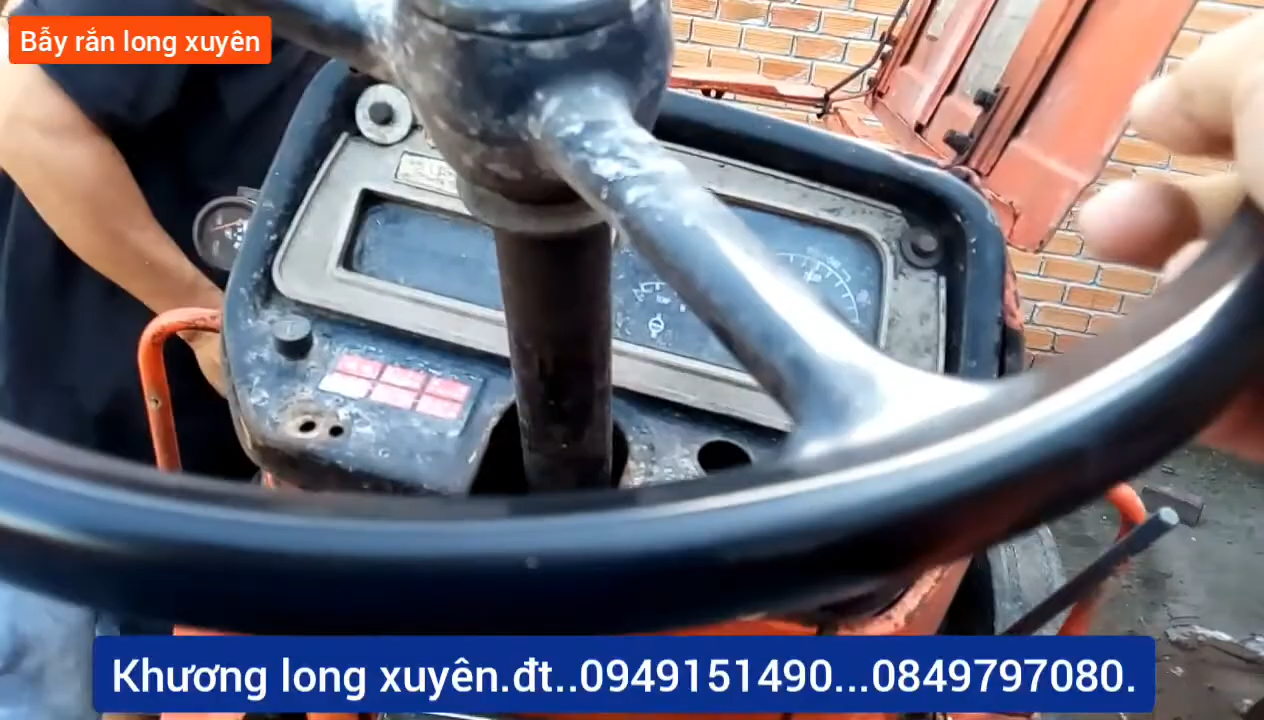 Bẫy rắn long xuyên
Khương long xuyên.đt..0949151490...0849797080.